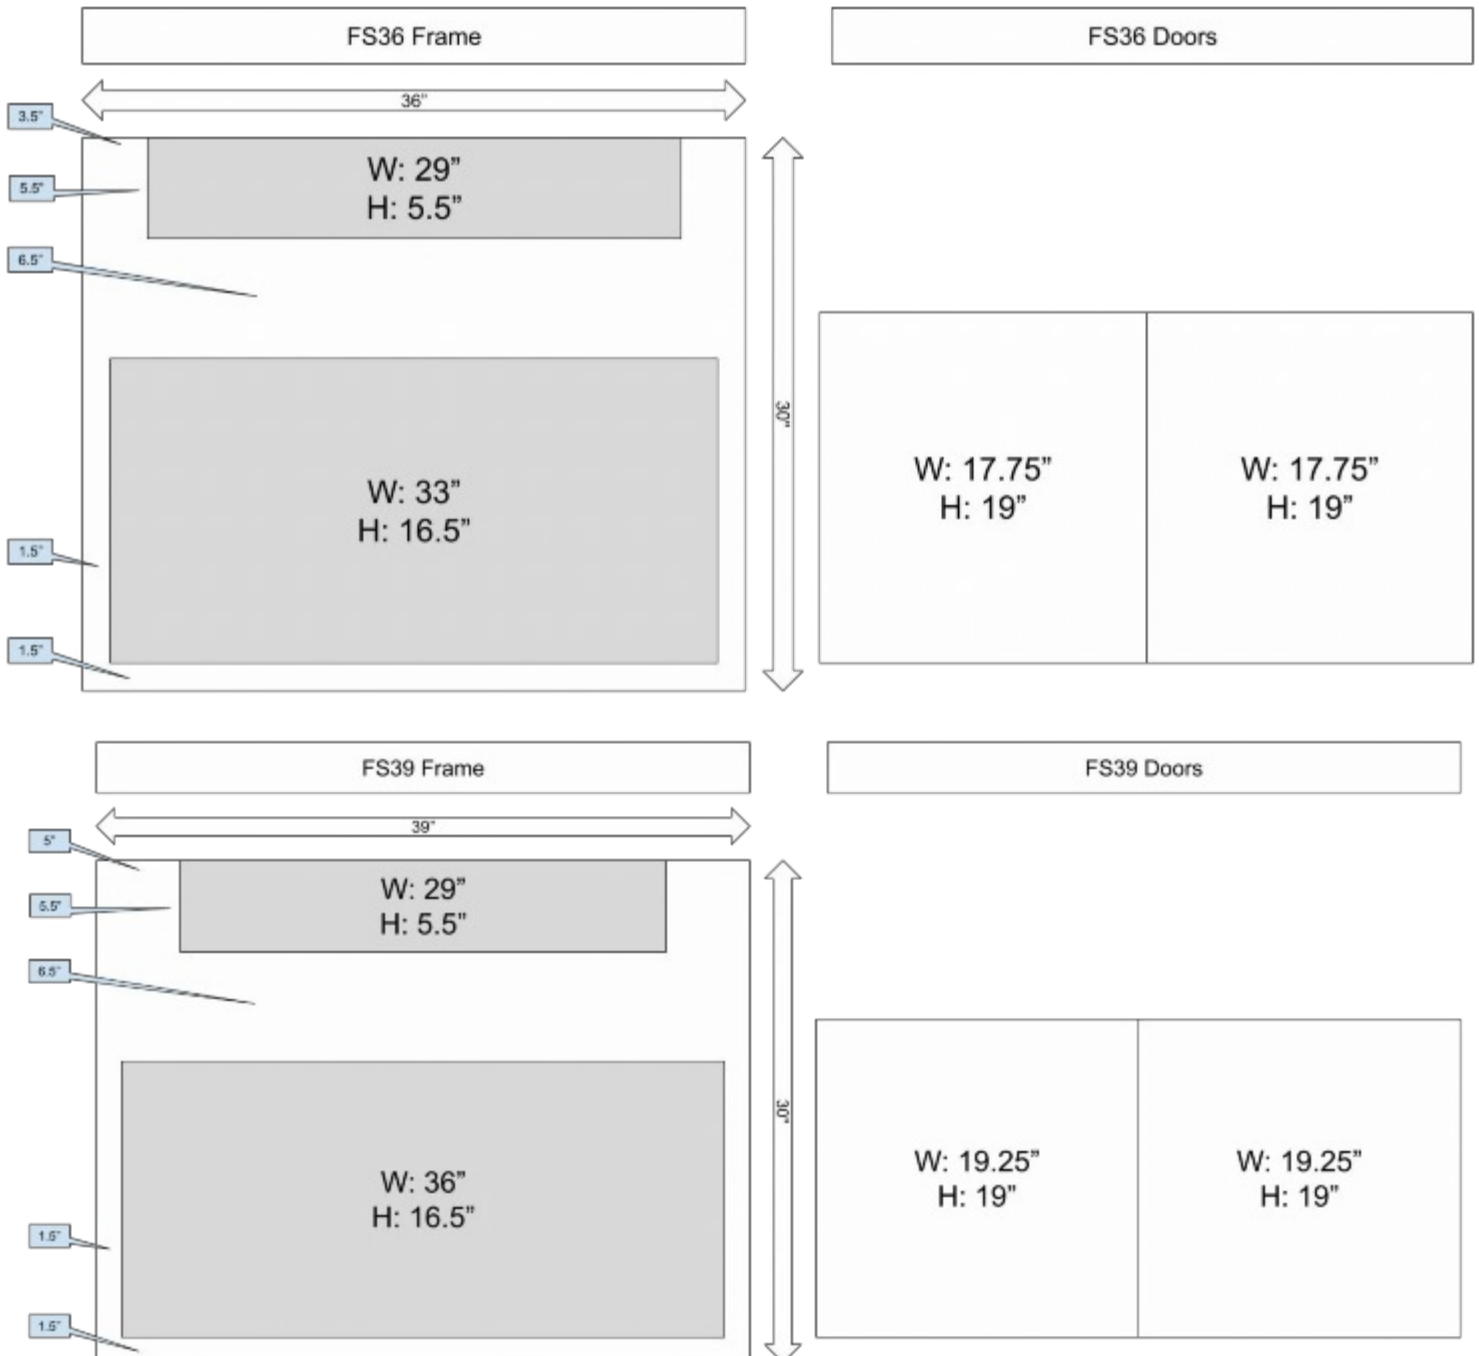 FS36 Frame
FS36 Doors
36”
3.5”
W: 29”
H: 5.5”
5.5”
6.5”
30”
W: 33”
H: 16.5”
W: 17.75”
H: 19”
W: 17.75”
H: 19”
1.5”
1.5”
FS39 Frame
FS39 Doors
39”
5”
W: 29”
H: 5.5”
5.5”
6.5”
30”
W: 36”
H: 16.5”
W: 19.25”
H: 19”
W: 19.25”
H: 19”
1.5”
1.5”